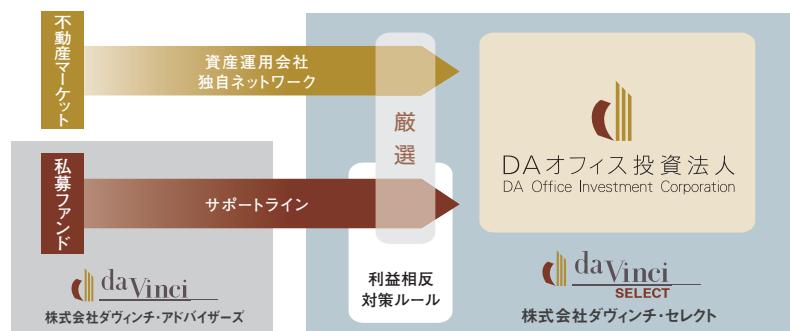 不動産マーケット
資産運用会社
独自ネットワーク
厳選
私募ファンド
サポートライン
利益相反
対策ルール
DAオフィス投資法人
DA Office Investment Corporation
daVinci
株式会社ダヴィンチ・アドバイザーズ
daVinci
SELECT
株式会社ダヴィンチ・セレクト